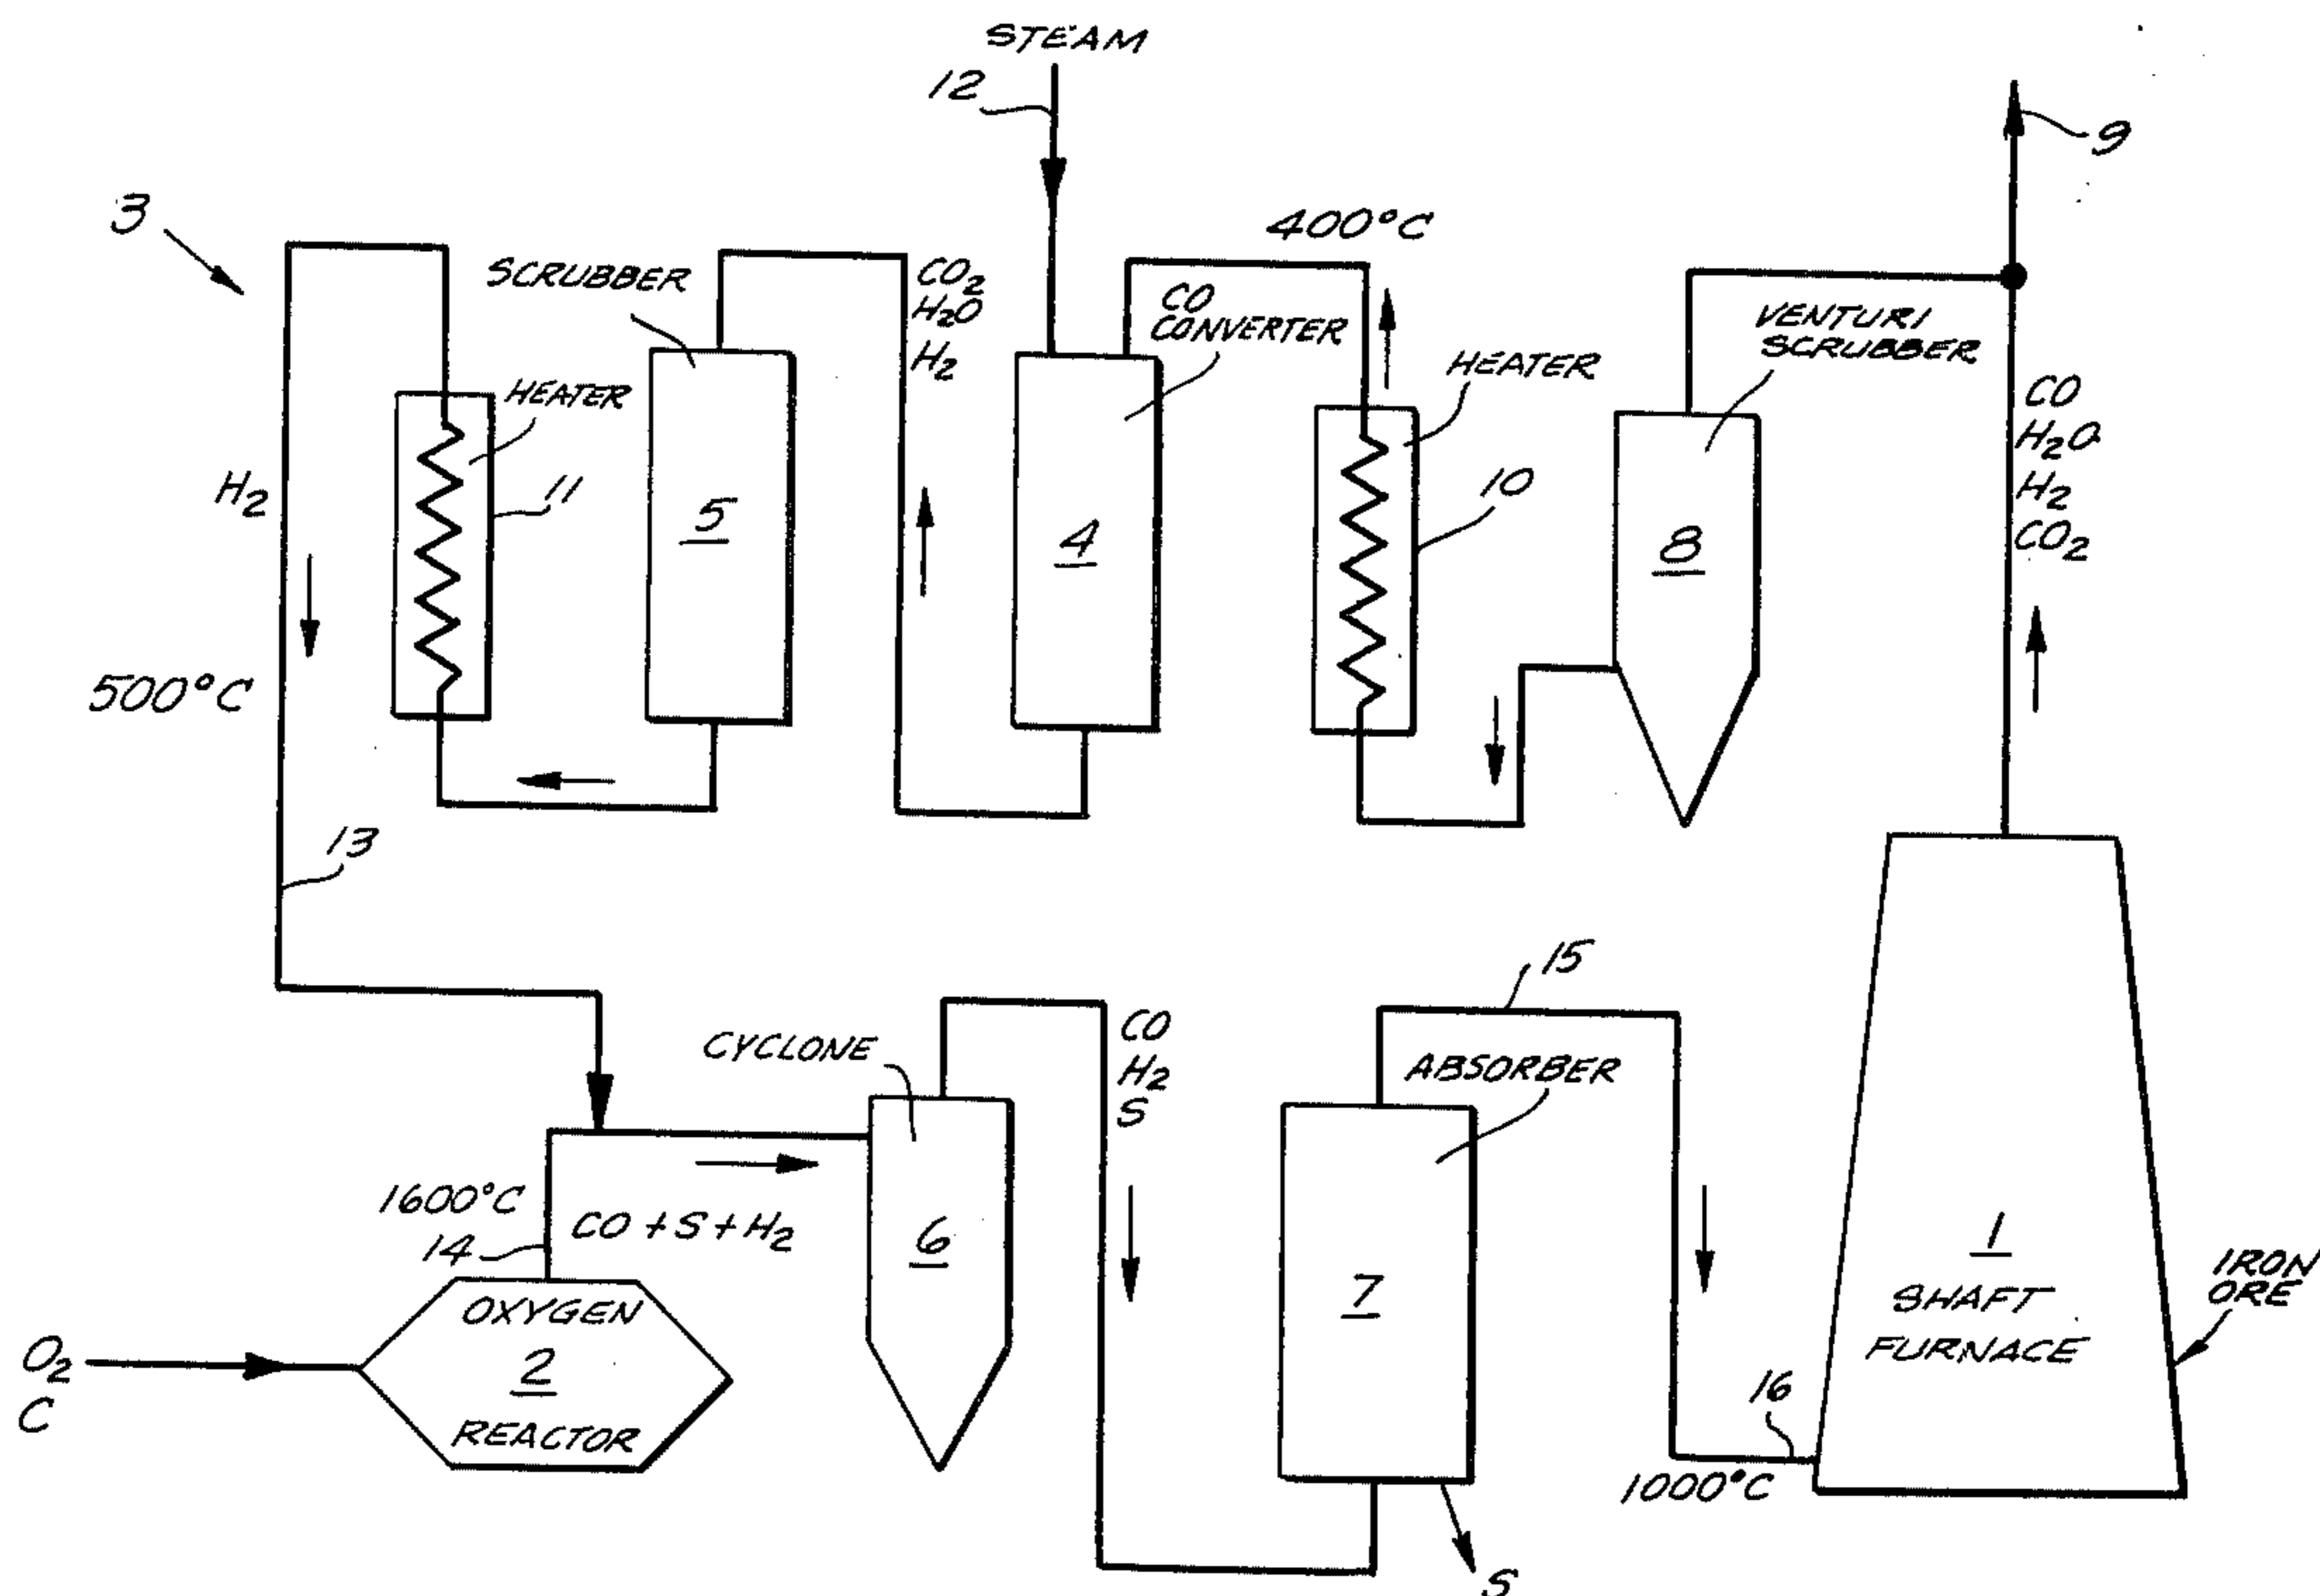 STEAM
12
9
3
400°C
SCRUBBER
CO2
H2O
H2
CO
CONVERTER
VENTURI
SCRUBBER
HEATER
HEATER
CO
H2O
H2
CO2
H2
11
5
4
10
8
500°C
13
15
CYCLONE
CO
H2
S
ABSORBER
1600°C
14
CO + S + H2
6
7
1
SHAFT
FURNACE
IRON
ORE
O2
C
OXYGEN
2
REACTOR
16
1000°C
S